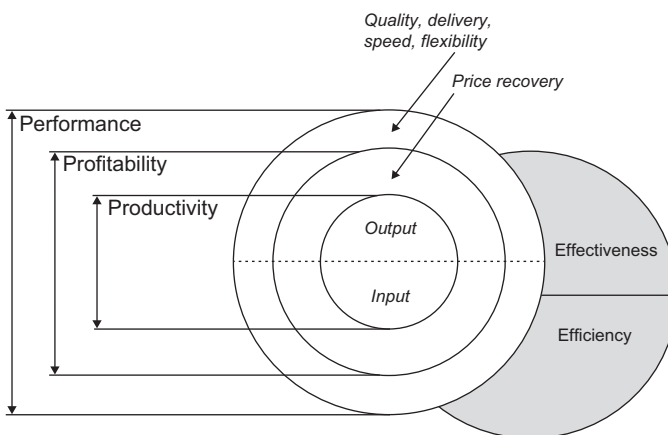 Quality, delivery,
speed, flexibility
Price recovery
Performance
Profitability
Productivity
Output
Input
Effectiveness
Efficiency